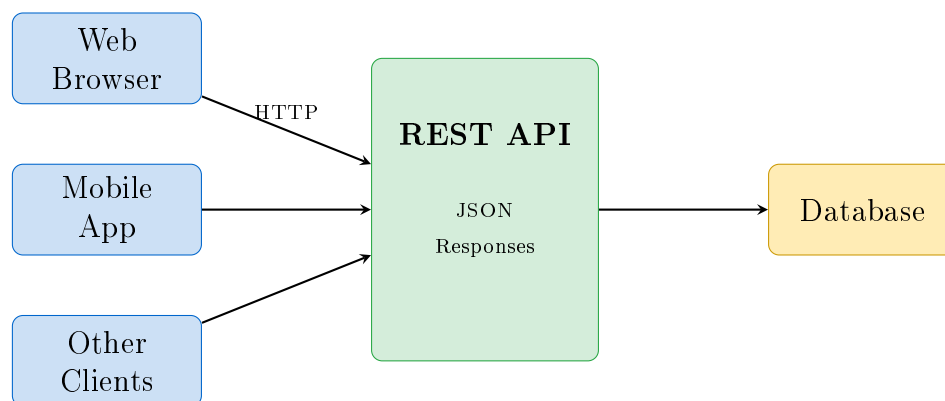 Web
Browser
HTTP
Mobile
App
Other
Clients
REST API
JSON
Responses
Database